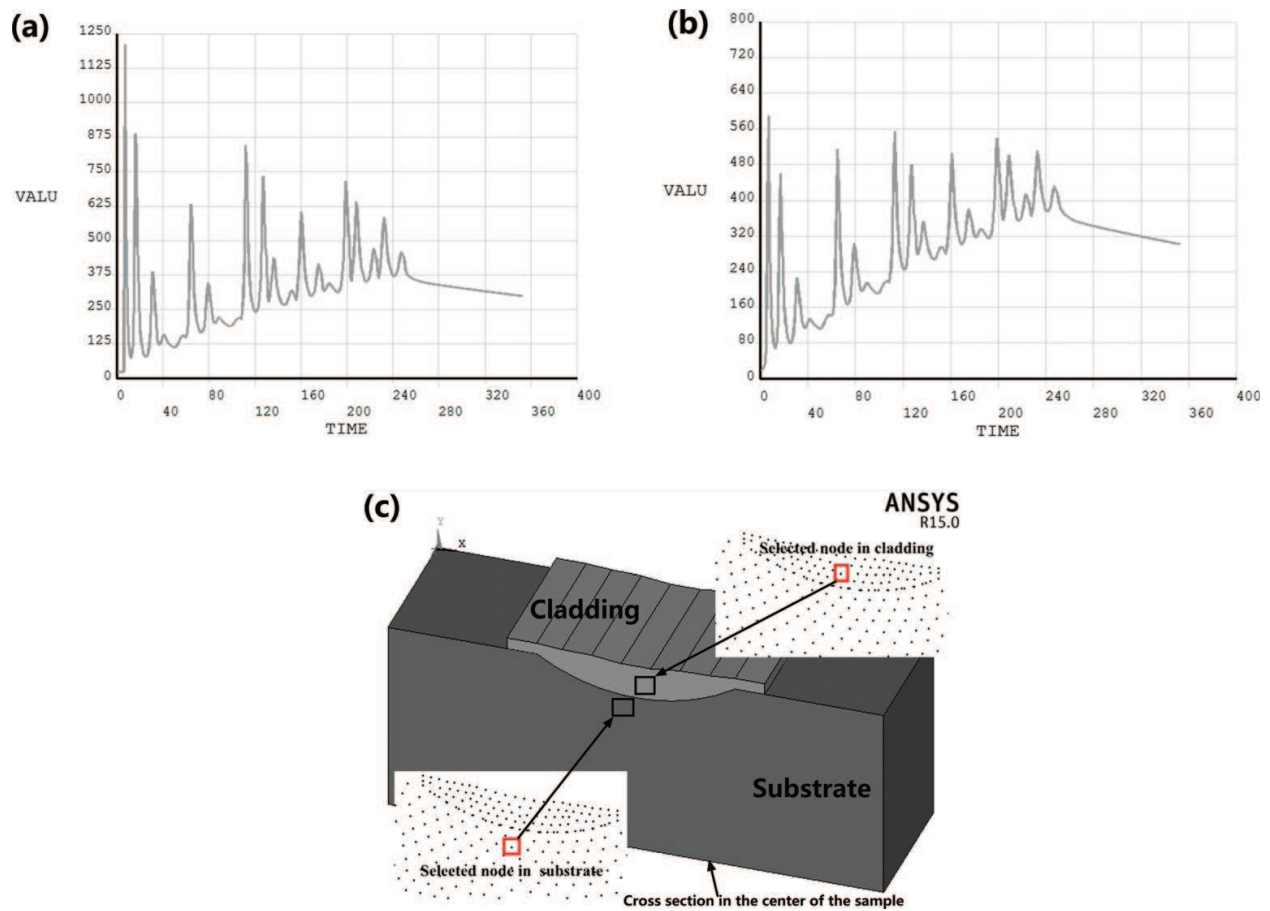 (a)
1250
1125
1000
875
750
625
500
375
250
125
0
VALU
0 80 160 240 320 400
40 120 200 280 360
TIME
(b)
800
720
640
560
480
400
320
240
160
80
0
VALU
0 80 160 240 320 400
40 120 200 280 360
TIME
(c)
ANSYS
R15.0
Y
X
Selected node in cladding
Cladding
Substrate
Selected node in substrate
Cross section in the center of the sample